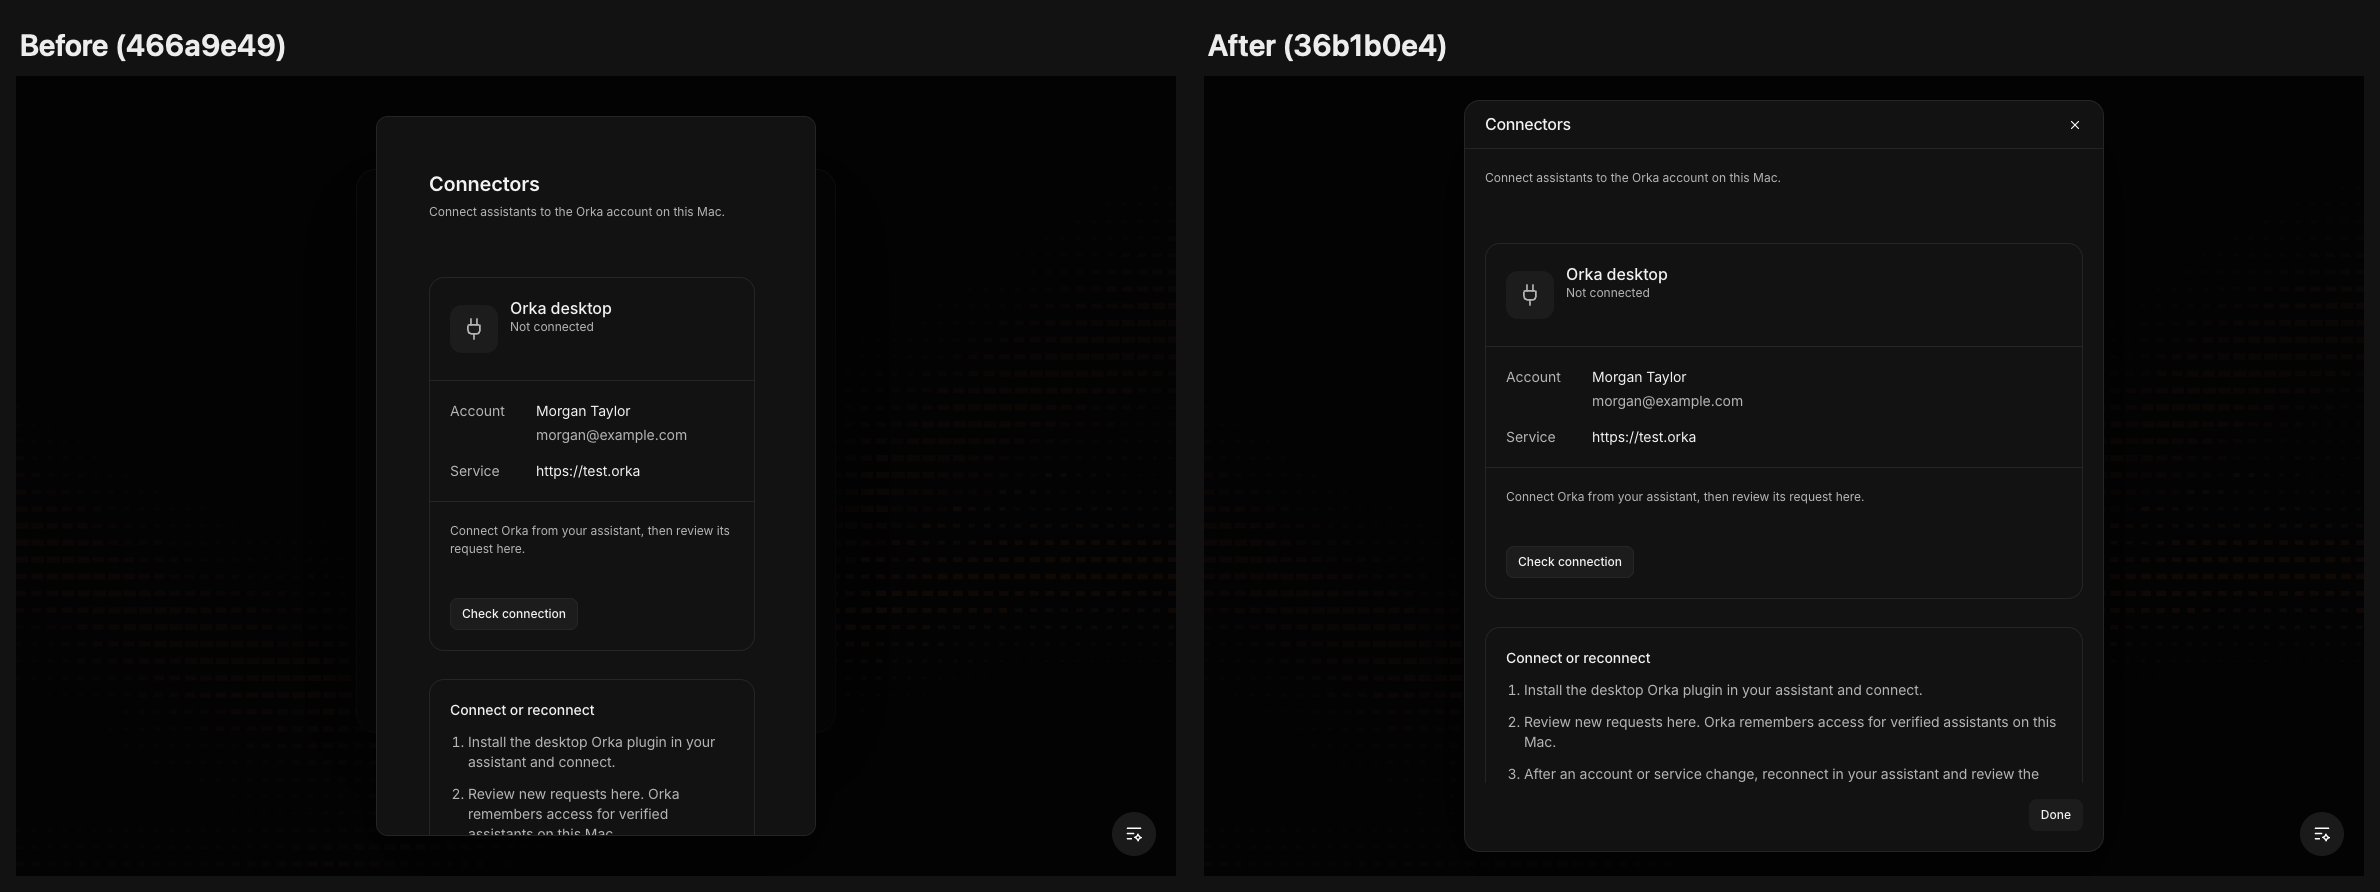 Before (466a9e49)
Connectors
Connect assistants to the Orka account on this Mac.
Orka desktop
Not connected
Account Morgan Taylor
morgan@example.com
Service https://test.orka
Connect Orka from your assistant, then review its
request here.
Check connection
Connect or reconnect
1. Install the desktop Orka plugin in your
assistant and connect.
2. Review new requests here. Orka
remembers access for verified
assistants on this Mac.
After (36b1b0e4)
Connectors
Connect assistants to the Orka account on this Mac.
Orka desktop
Not connected
Account Morgan Taylor
morgan@example.com
Service https://test.orka
Connect Orka from your assistant, then review its request here.
Check connection
Connect or reconnect
1. Install the desktop Orka plugin in your assistant and connect.
2. Review new requests here. Orka remembers access for verified assistants on this
Mac.
3. After an account or service change, reconnect in your assistant and review the
Done